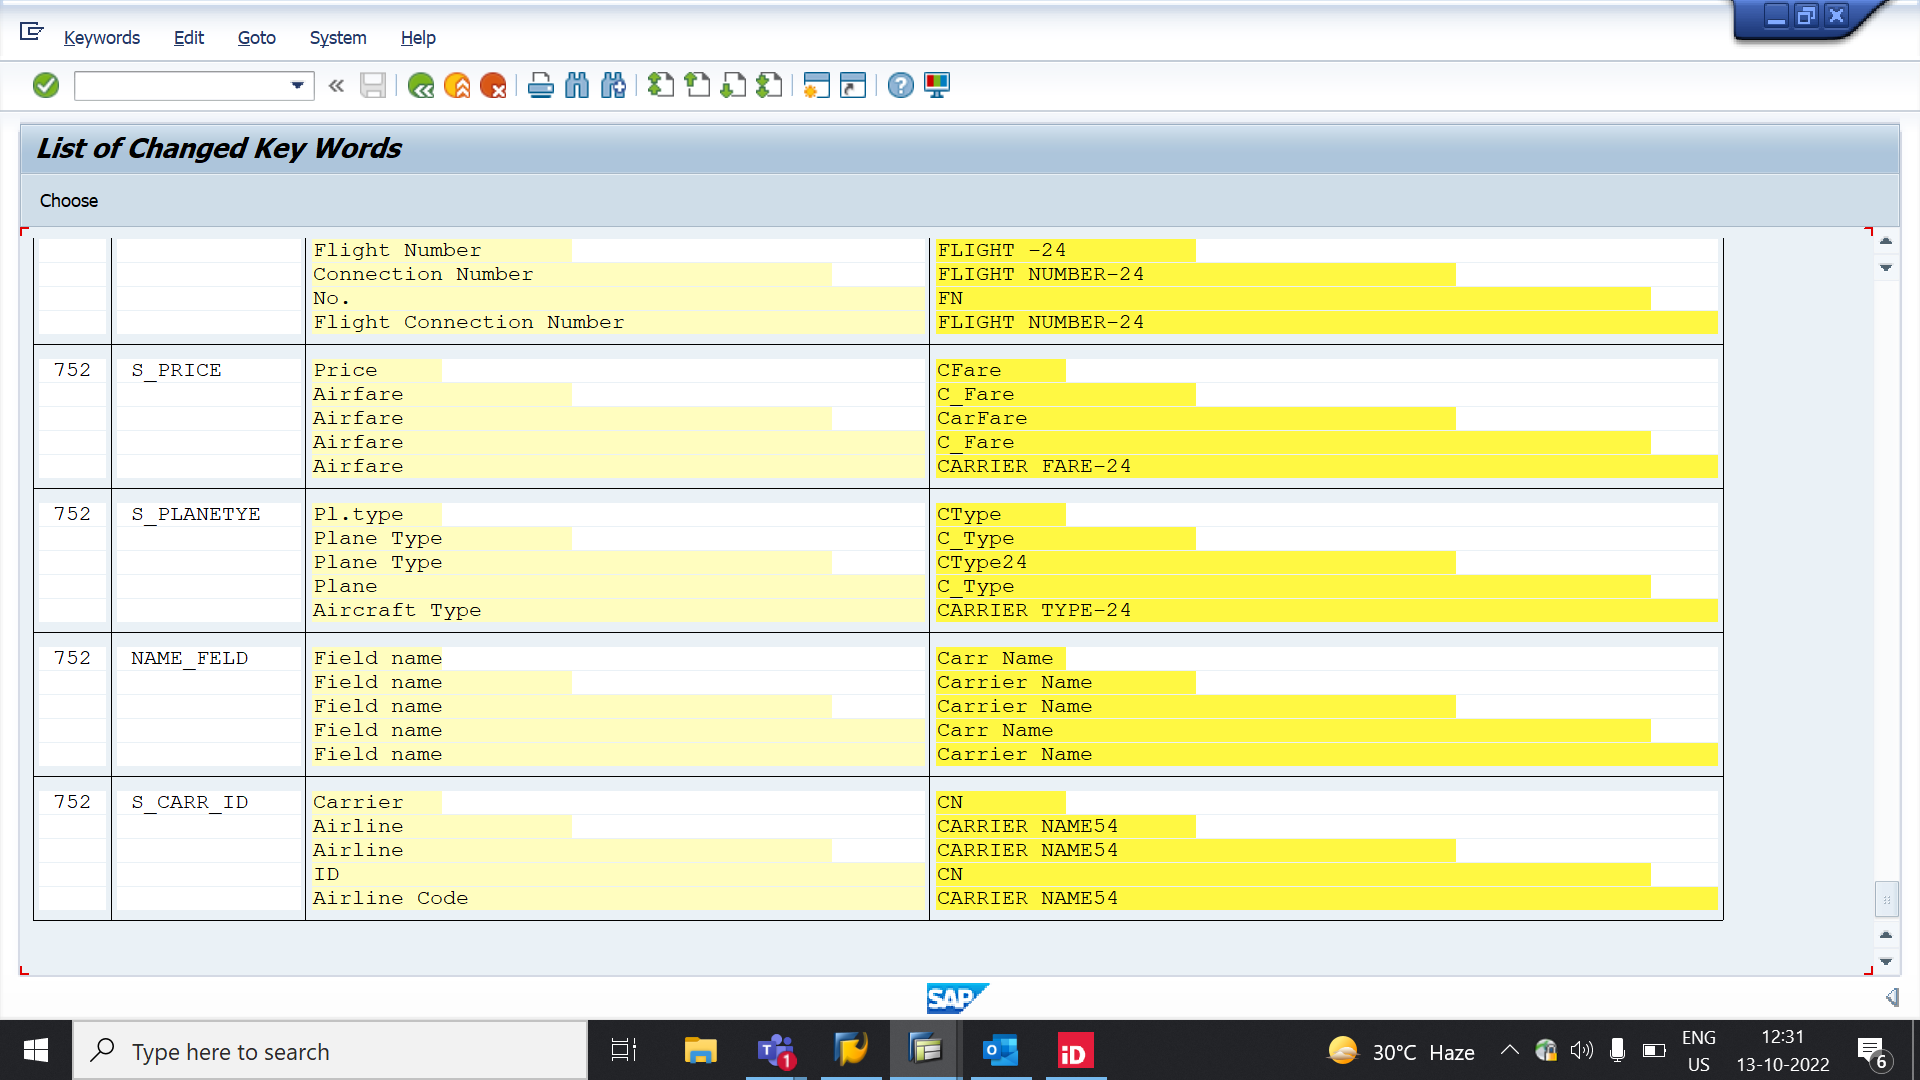 Keywords Edit Goto System Help
List of Changed Key Words
Choose
Flight Number FLIGHT -24
Connection Number FLIGHT NUMBER-24
No. FN
Flight Connection Number FLIGHT NUMBER-24
752 S_PRICE Price CFare
Airfare C_Fare
Airfare CarFare
Airfare C_Fare
Airfare CARRIER FARE-24
752 S_PLANETYE Pl.type CType
Plane Type C_Type
Plane Type CType24
Plane C_Type
Aircraft Type CARRIER TYPE-24
752 NAME_FELD Field name Carr Name
Field name Carrier Name
Field name Carrier Name
Field name Carr Name
Field name Carrier Name
752 S_CARR_ID Carrier CN
Airline CARRIER NAME54
Airline CARRIER NAME54
ID CN
Airline Code CARRIER NAME54
SAP
Type here to search
T 1
iD
30°C Haze
ENG
US
12:31
13-10-2022
6